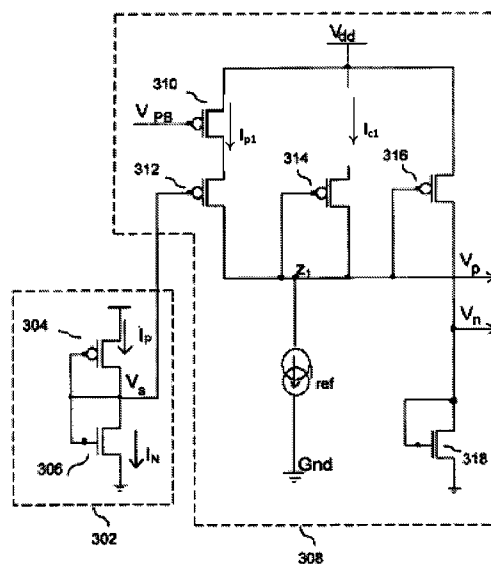 Vdd
310
VPB
Ip1
Ic1
312
314
316
Z1
Vp
Vn
304
IP
Va
ref
306
IN
Gnd
318
302
308